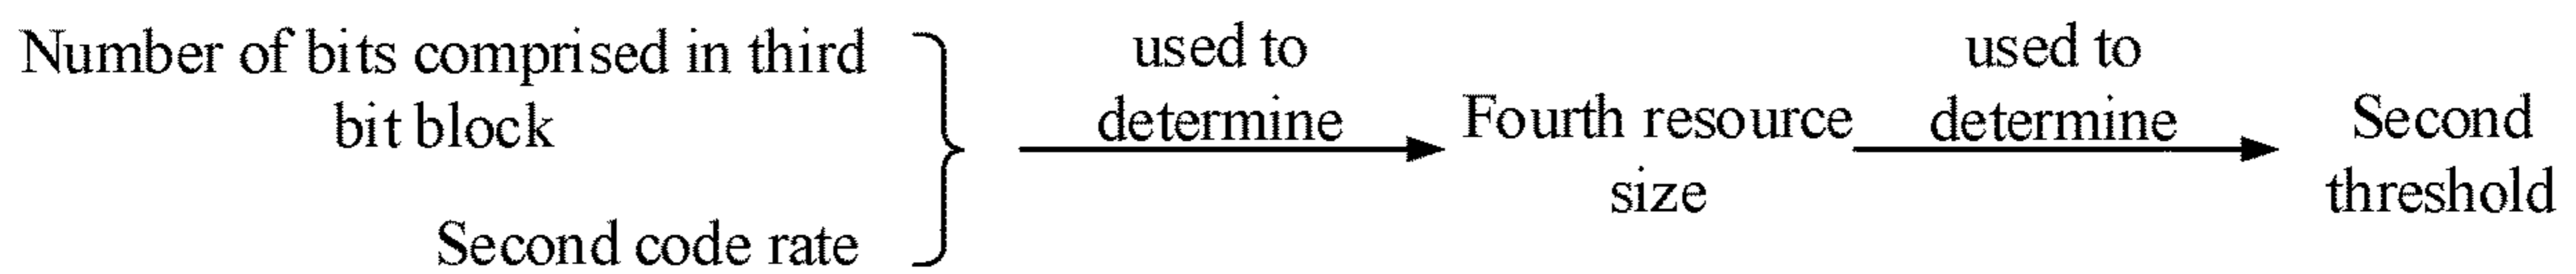 Number of bits comprised in third
bit block
Second code rate
used to
determine
Fourth resource
size
used to
determine
Second
threshold